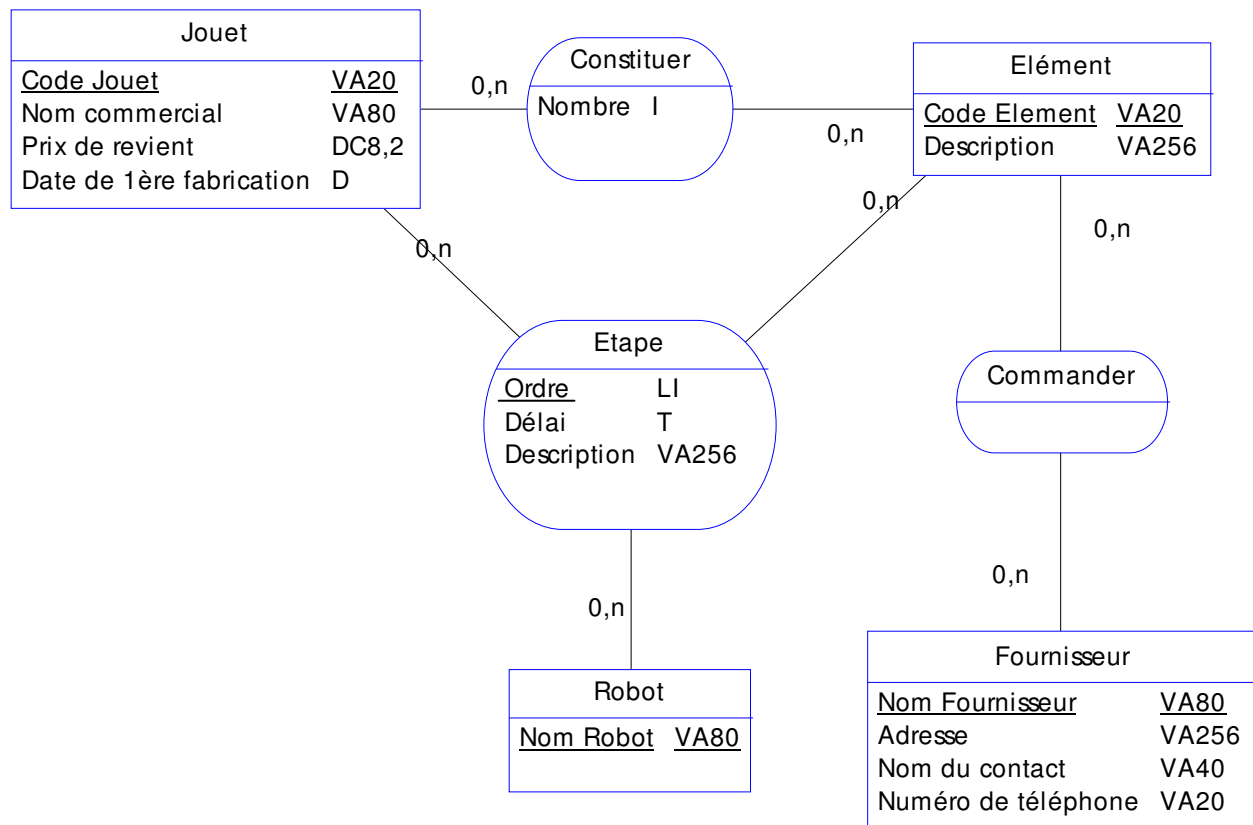 Jouet
Code Jouet VA20
Nom commercial VA80
Prix de revient DC8,2
Date de 1ère fabrication D
0,n
Constituer
Nombre I
0,n
Elément
Code Element VA20
Description VA256
0,n
0,n
0,n
Etape
Ordre LI
Délai T
Description VA256
Commander
0,n
0,n
Robot
Nom Robot VA80
Fournisseur
Nom Fournisseur VA80
Adresse VA256
Nom du contact VA40
Numéro de téléphone VA20